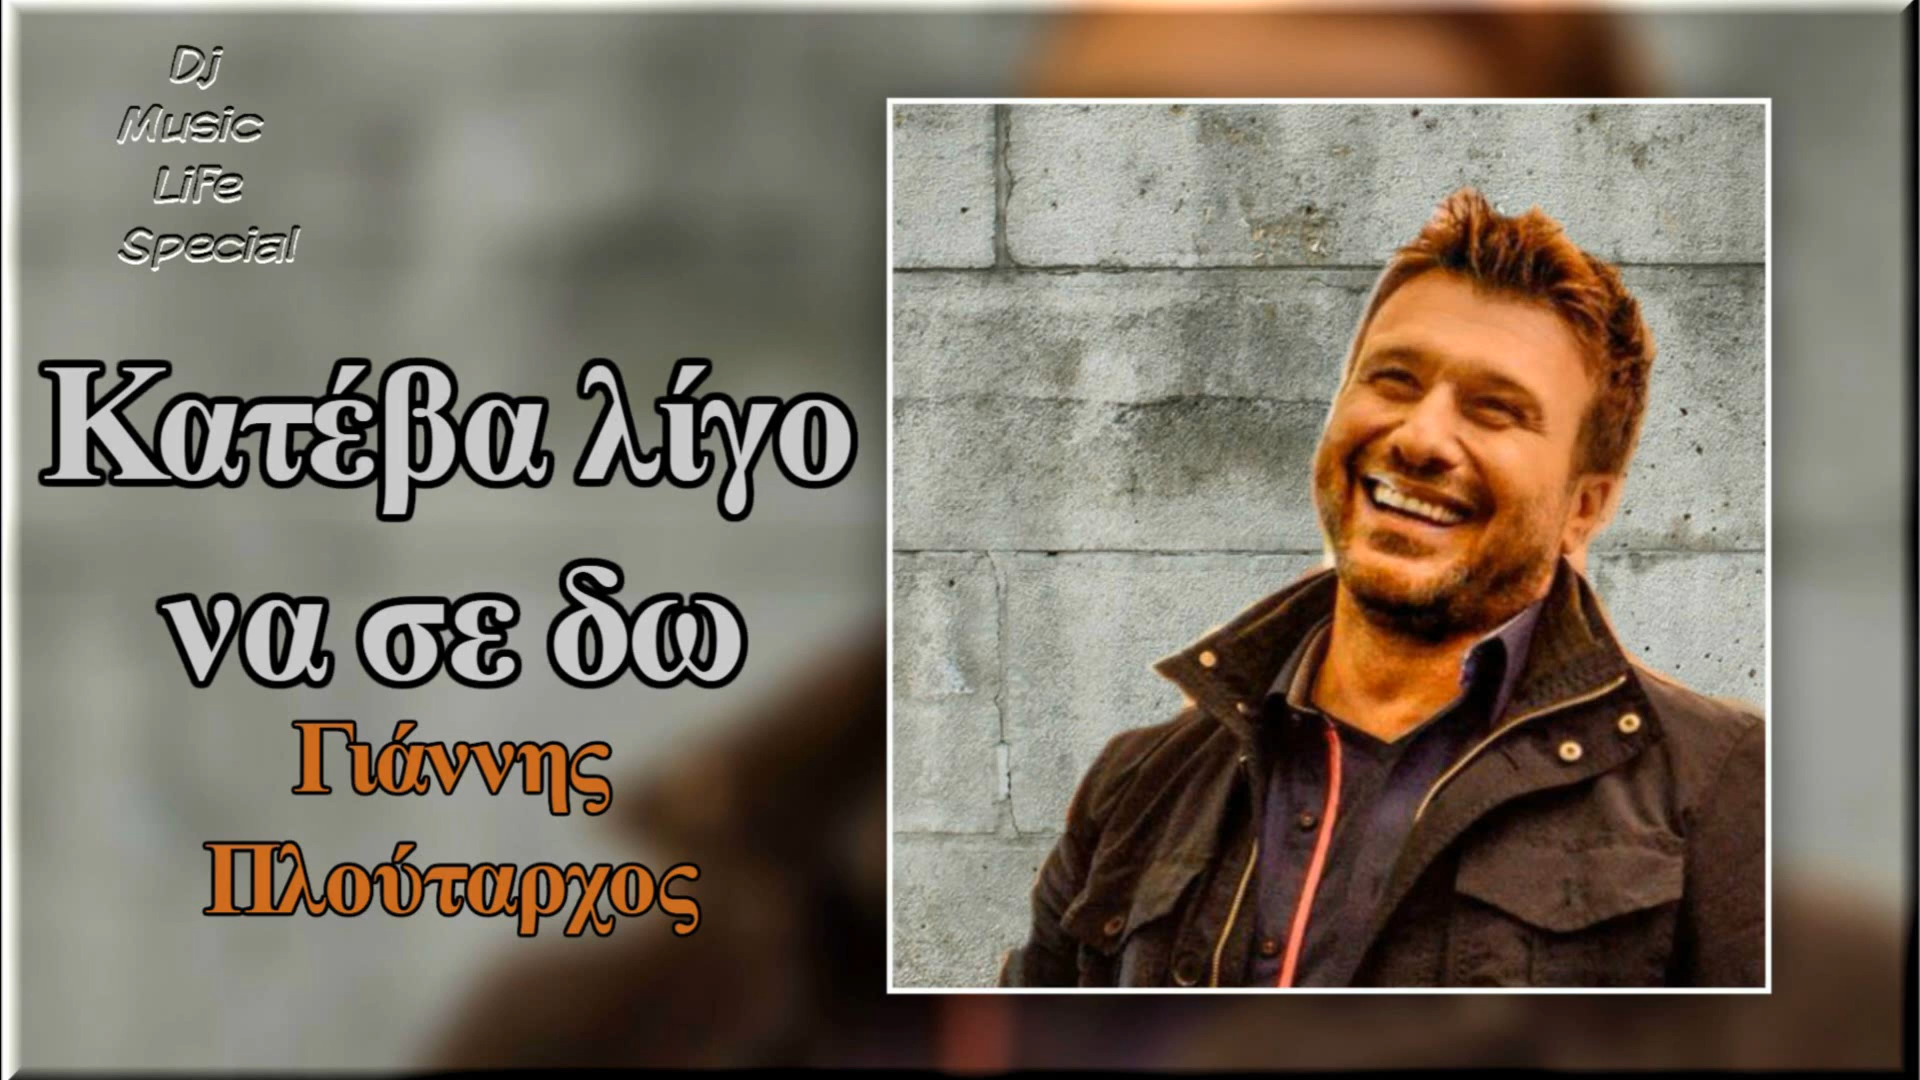 Dj
Music
LiFe
Special
Κατέβα λίγο
να σε δω
Γιάννης
Πλούταρχος